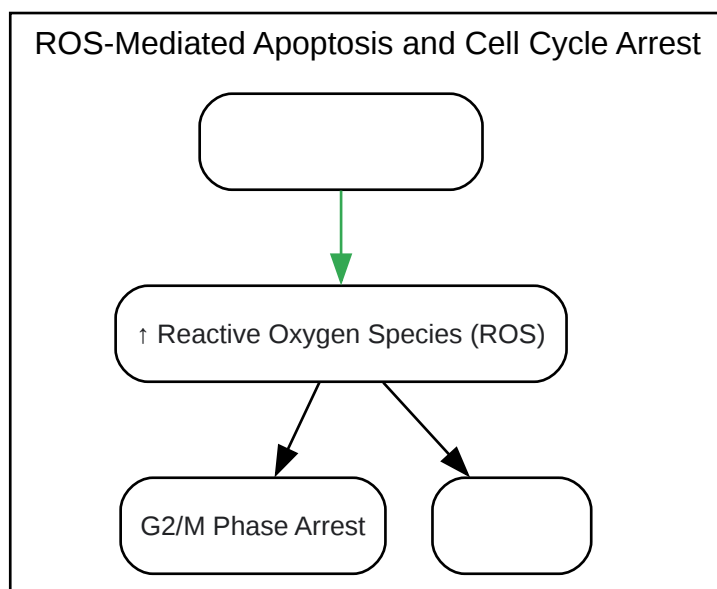 ROS-Mediated Apoptosis and Cell Cycle Arrest
↑ Reactive Oxygen Species (ROS)
G2/M Phase Arrest